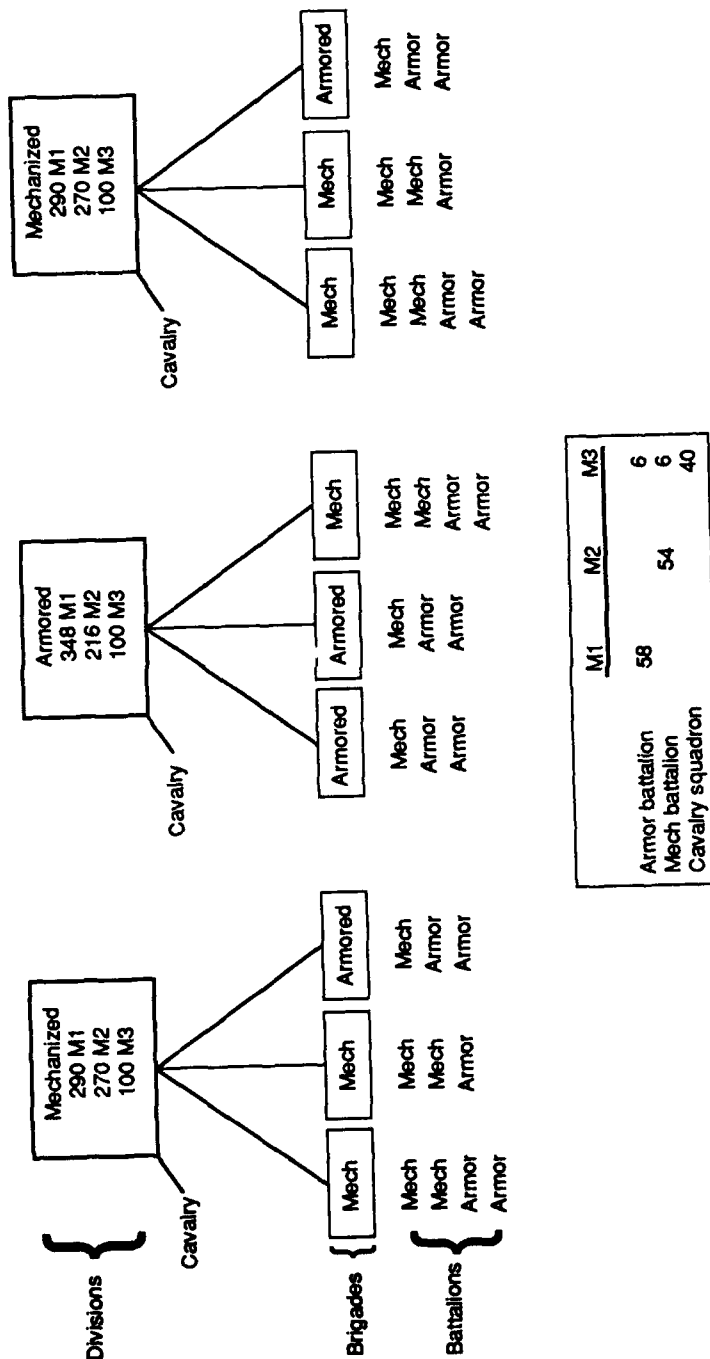 Divisions
Mechanized
290 M1
270 M2
100 M3
Cavalry
Armored
348 M1
216 M2
100 M3
Cavalry
Mechanized
290 M1
270 M2
100 M3
Cavalry
Brigades
Mech
Mech
Armored
Armored
Armored
Mech
Mech
Mech
Armored
Battalions
Mech
Mech
Armor
Armor
Mech
Mech
Armor
Mech
Armor
Armor
Mech
Armor
Armor
Mech
Armor
Armor
Mech
Mech
Armor
Armor
Mech
Mech
Armor
Armor
Mech
Mech
Armor
Mech
Armor
Armor
M1 M2 M3
Armor battalion 58 6
Mech battalion 54 6
Cavalry squadron 40